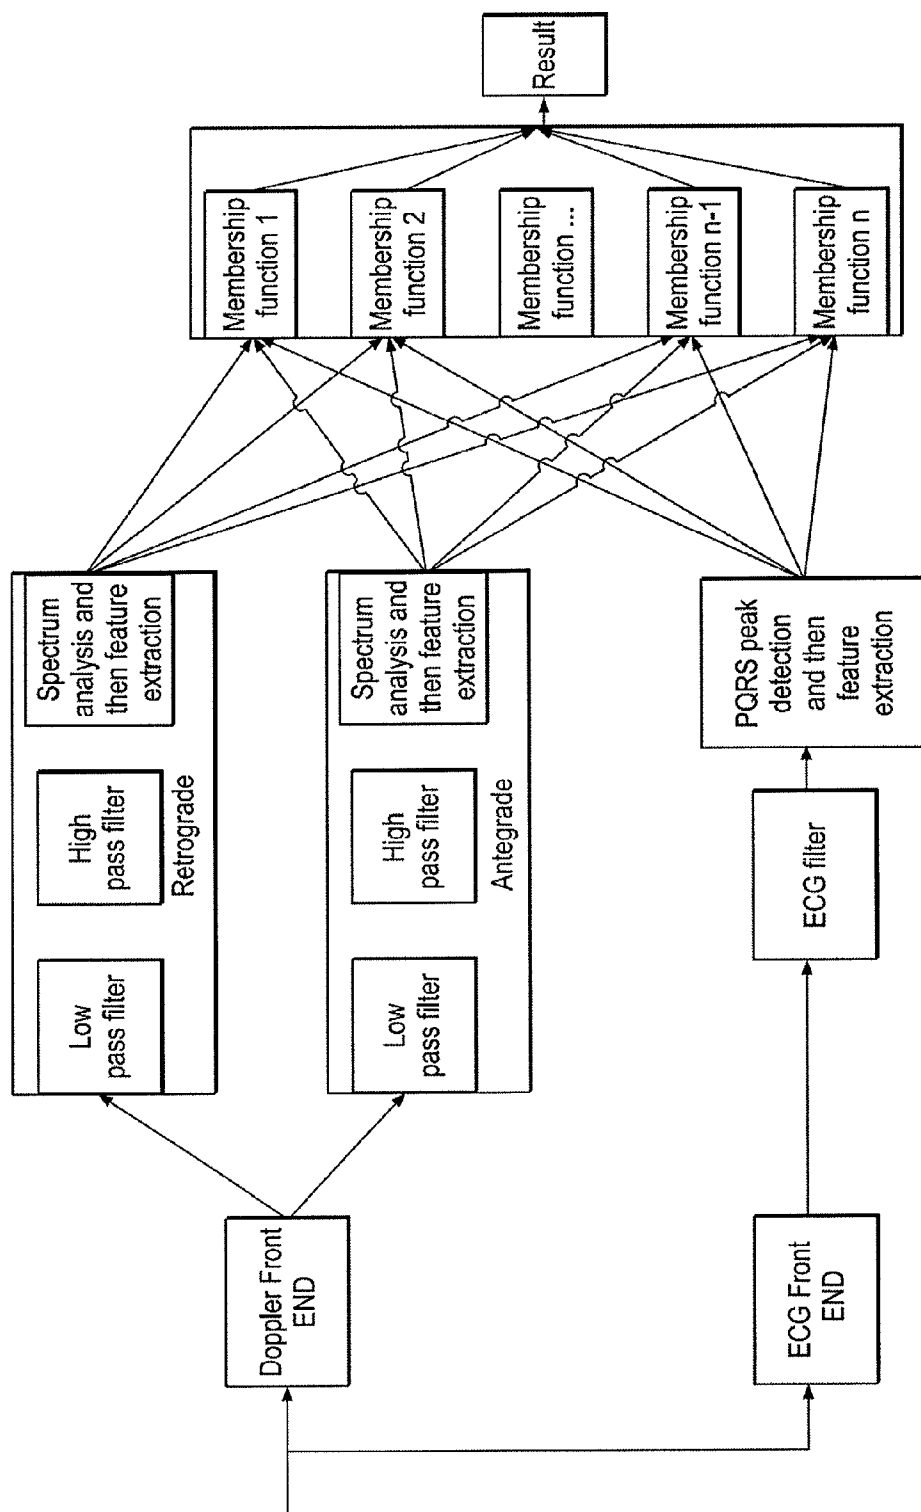 Doppler Front
END
ECG Front
END
Low
pass filter
High
pass filter
Spectrum
analysis and
then feature
extraction
Retrograde
Low
pass filter
High
pass filter
Spectrum
analysis and
then feature
extraction
Antegrade
ECG filter
PQRS peak
detection
and then
feature
extraction
Membership
function 1
Membership
function 2
Membership
function ...
Membership
function n-1
Membership
function n
Result